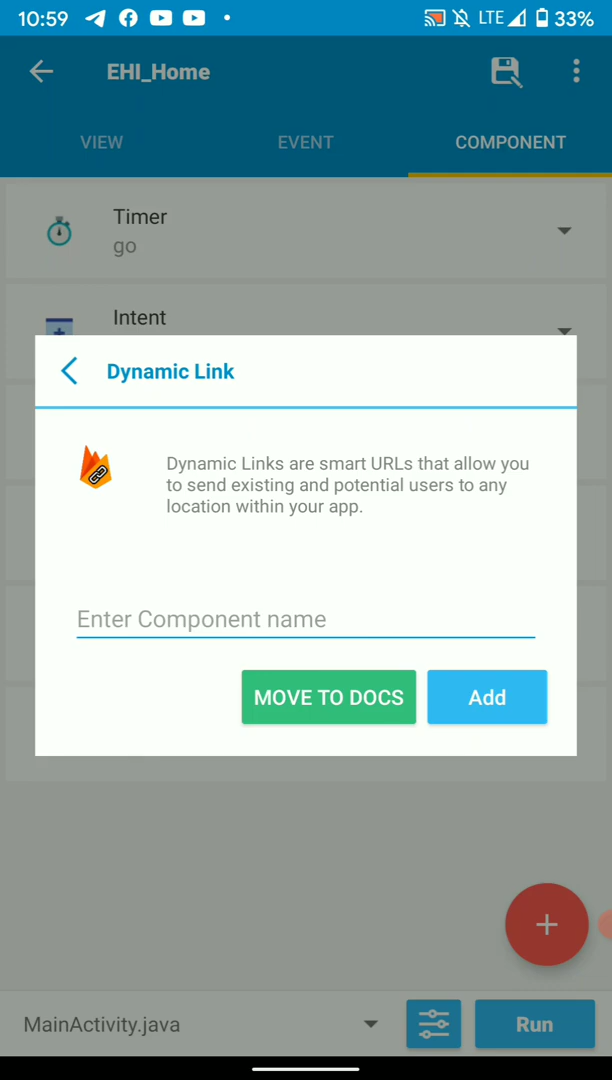 10:59
LTE
33%
EHI_Home
VIEW
EVENT
COMPONENT
Timer
go
Intent
Dynamic Link
Dynamic Links are smart URLs that allow you
to send existing and potential users to any
location within your app.
Enter Component name
MOVE TO DOCS
Add
MainActivity.java
Run